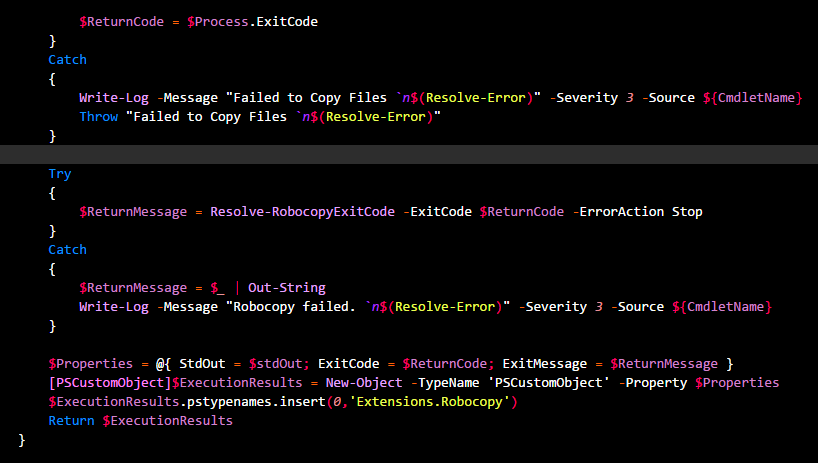 $ReturnCode = $Process.ExitCode
}
Catch
{
Write-Log -Message "Failed to Copy Files `n$(Resolve-Error)" -Severity 3 -Source ${CmdletName}
Throw "Failed to Copy Files `n$(Resolve-Error)"
}
Try
{
$ReturnMessage = Resolve-RobocopyExitCode -ExitCode $ReturnCode -ErrorAction Stop
}
Catch
{
$ReturnMessage = $_ | Out-String
Write-Log -Message "Robocopy failed. `n$(Resolve-Error)" -Severity 3 -Source ${CmdletName}
}
$Properties = @{ StdOut = $stdOut; ExitCode = $ReturnCode; ExitMessage = $ReturnMessage }
[PSCustomObject]$ExecutionResults = New-Object -TypeName 'PSCustomObject' -Property $Properties
$ExecutionResults.pstypenames.insert(0,'Extensions.Robocopy')
Return $ExecutionResults
}